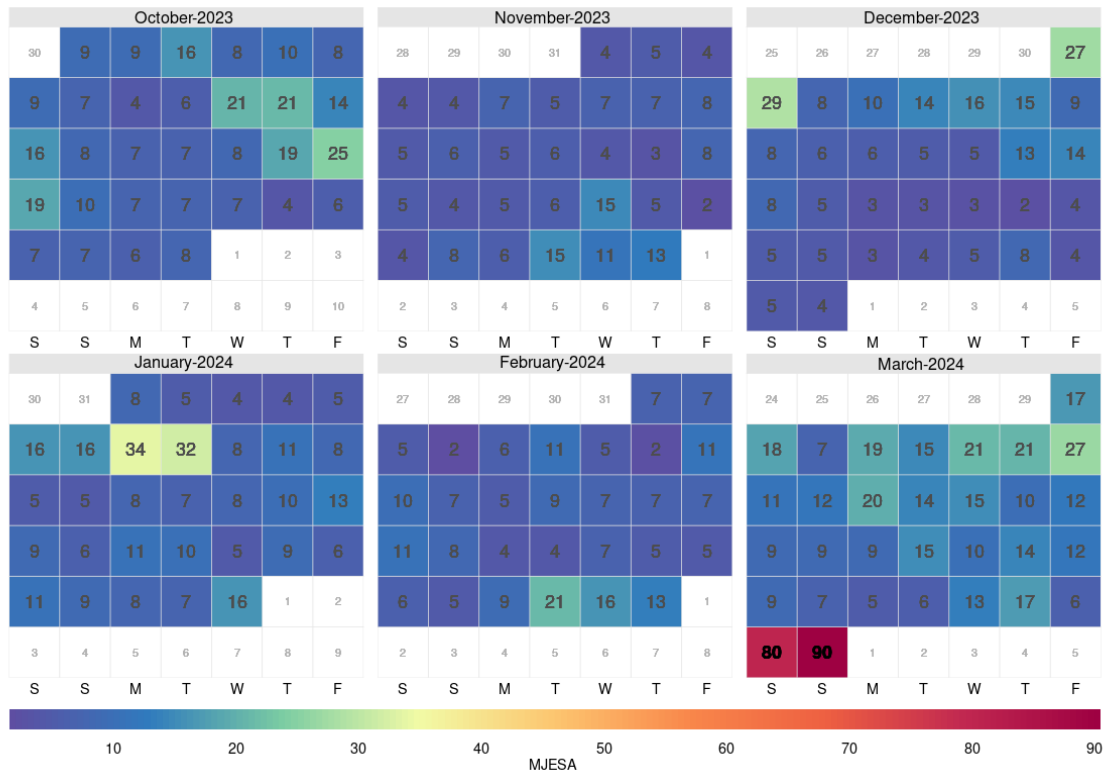 October-2023
30 9 9 16 8 10 8
9 7 4 6 21 21 14
16 8 7 7 8 19 25
19 10 7 7 7 4 6
7 7 6 8 1 2 3
4 5 6 7 8 9 10
S S M T W T F
November-2023
28 29 30 31 4 5 4
4 4 7 5 7 7 8
5 6 5 6 4 3 8
5 4 5 6 15 5 2
4 8 6 15 11 13 1
2 3 4 5 6 7 8
S S M T W T F
December-2023
25 26 27 28 29 30 27
29 8 10 14 16 15 9
8 6 6 5 5 13 14
8 5 3 3 3 2 4
5 5 3 4 5 8 4
5 4 1 2 3 4 5
S S M T W T F
January-2024
30 31 8 5 4 4 5
16 16 34 32 8 11 8
5 5 8 7 8 10 13
9 6 11 10 5 9 6
11 9 8 7 16 1 2
3 4 5 6 7 8 9
S S M T W T F
February-2024
27 28 29 30 31 7 7
5 2 6 11 5 2 11
10 7 5 9 7 7 7
11 8 4 4 7 5 5
6 5 9 21 16 13 1
2 3 4 5 6 7 8
S S M T W T F
March-2024
24 25 26 27 28 29 17
18 7 19 15 21 21 27
11 12 20 14 15 10 12
9 9 9 15 10 14 12
9 7 5 6 13 17 6
80 90 1 2 3 4 5
S S M T W T F
10 20 30 40 50 60 70 80 90
MJESA